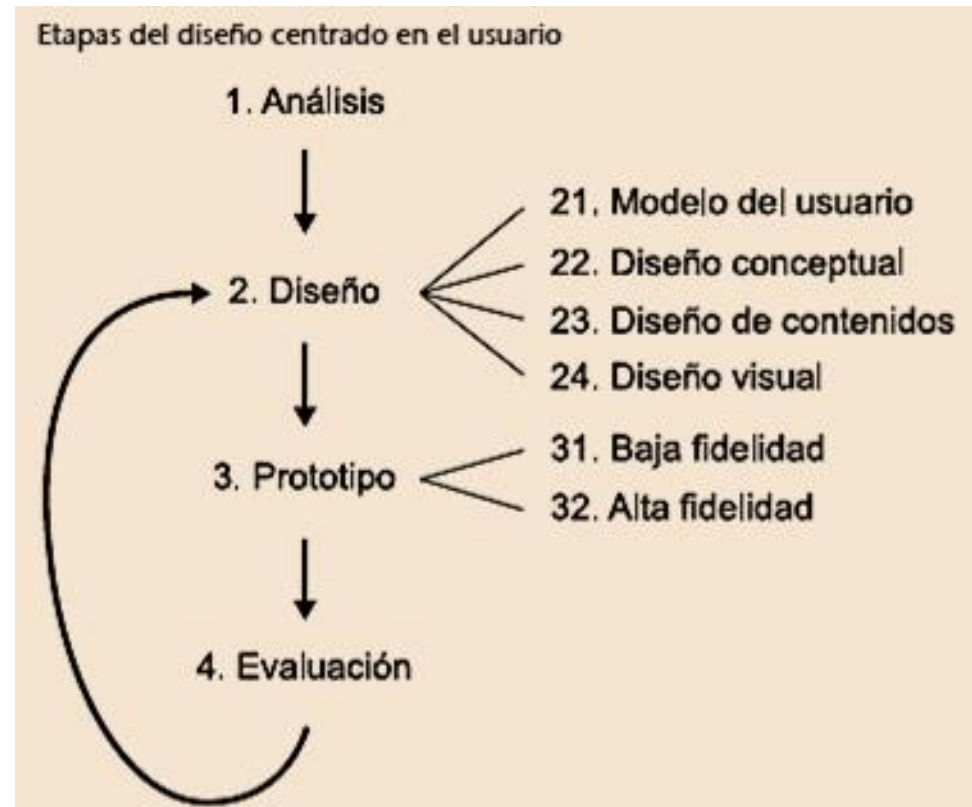 Etapas del diseño centrado en el usuario
1. Análisis
2. Diseño
21. Modelo del usuario
22. Diseño conceptual
23. Diseño de contenidos
24. Diseño visual
3. Prototipo
31. Baja fidelidad
32. Alta fidelidad
4. Evaluación